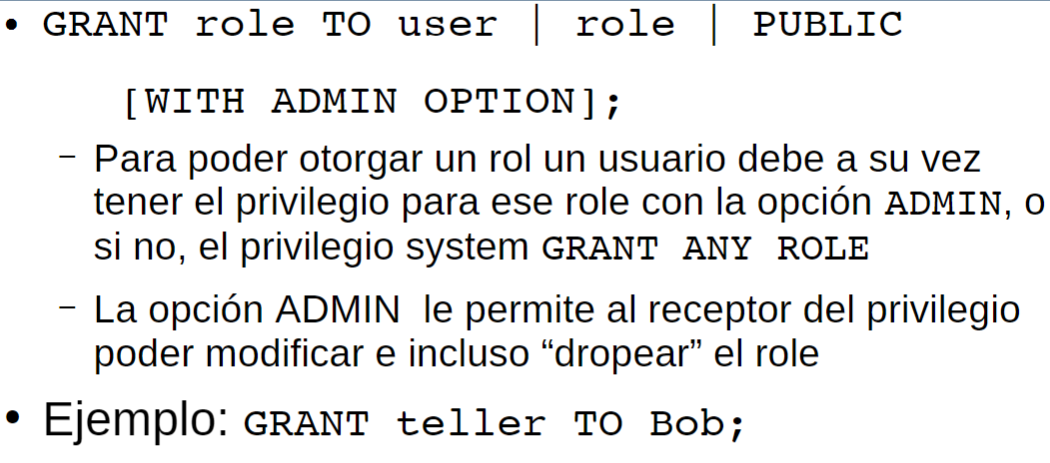 • GRANT role TO user | role | PUBLIC
[WITH ADMIN OPTION];
– Para poder otorgar un rol un usuario debe a su vez
tener el privilegio para ese role con la opción ADMIN, o
si no, el privilegio system GRANT ANY ROLE
– La opción ADMIN le permite al receptor del privilegio
poder modificar e incluso “dropear” el role
• Ejemplo: GRANT teller TO Bob;